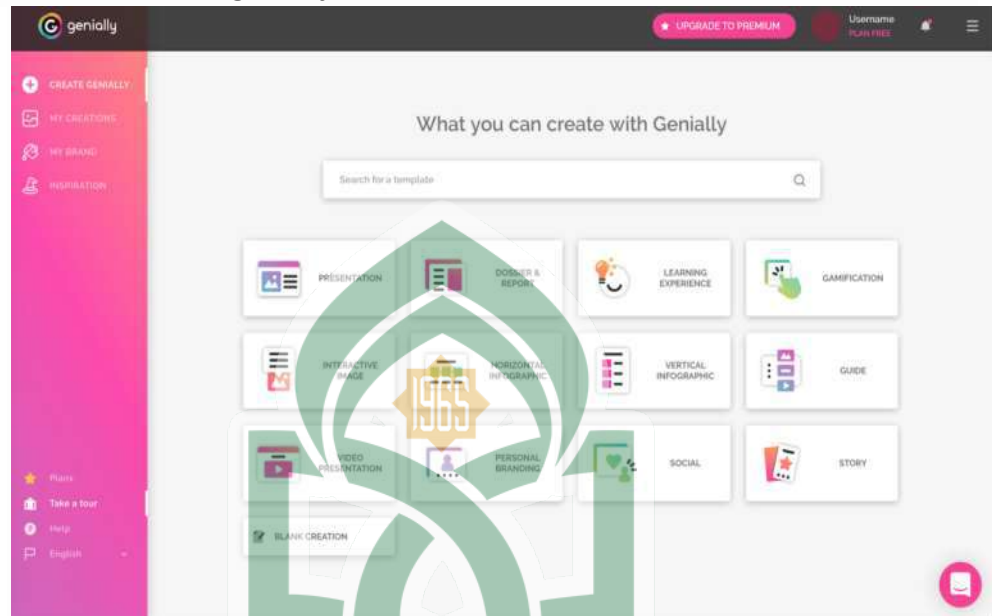 genially
UPGRADE TO PREMIUM
Username
PLAN FREE
CREATE GENIALLY
MY CREATIONS
MY BRAND
INSPIRATION
What you can create with Genially
Search for a template
PRESENTATION
DOSSIER & REPORT
LEARNING EXPERIENCE
GAMIFICATION
INTERACTIVE IMAGE
HORIZONTAL INFOGRAPHIC
VERTICAL INFOGRAPHIC
GUIDE
1965
VIDEO PRESENTATION
PERSONAL BRANDING
SOCIAL
STORY
BLANK CREATION
Plans
Take a tour
Help
English